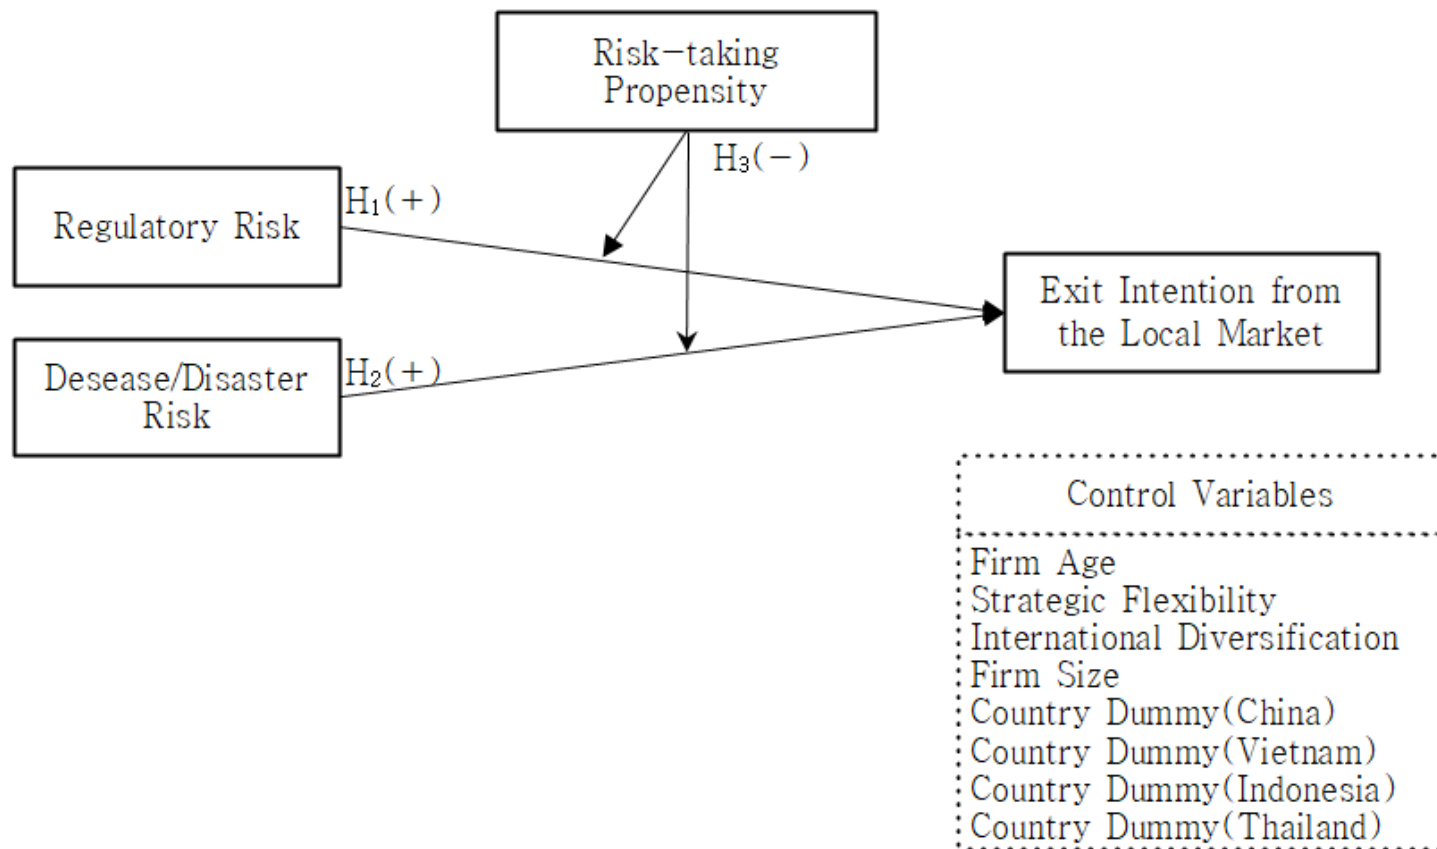 Risk-taking
Propensity
H₃(-)
H₁(+)
Regulatory Risk
Exit Intention from
the Local Market
H₂(+)
Desease/Disaster
Risk
Control Variables
Firm Age
Strategic Flexibility
International Diversification
Firm Size
Country Dummy(China)
Country Dummy(Vietnam)
Country Dummy(Indonesia)
Country Dummy(Thailand)